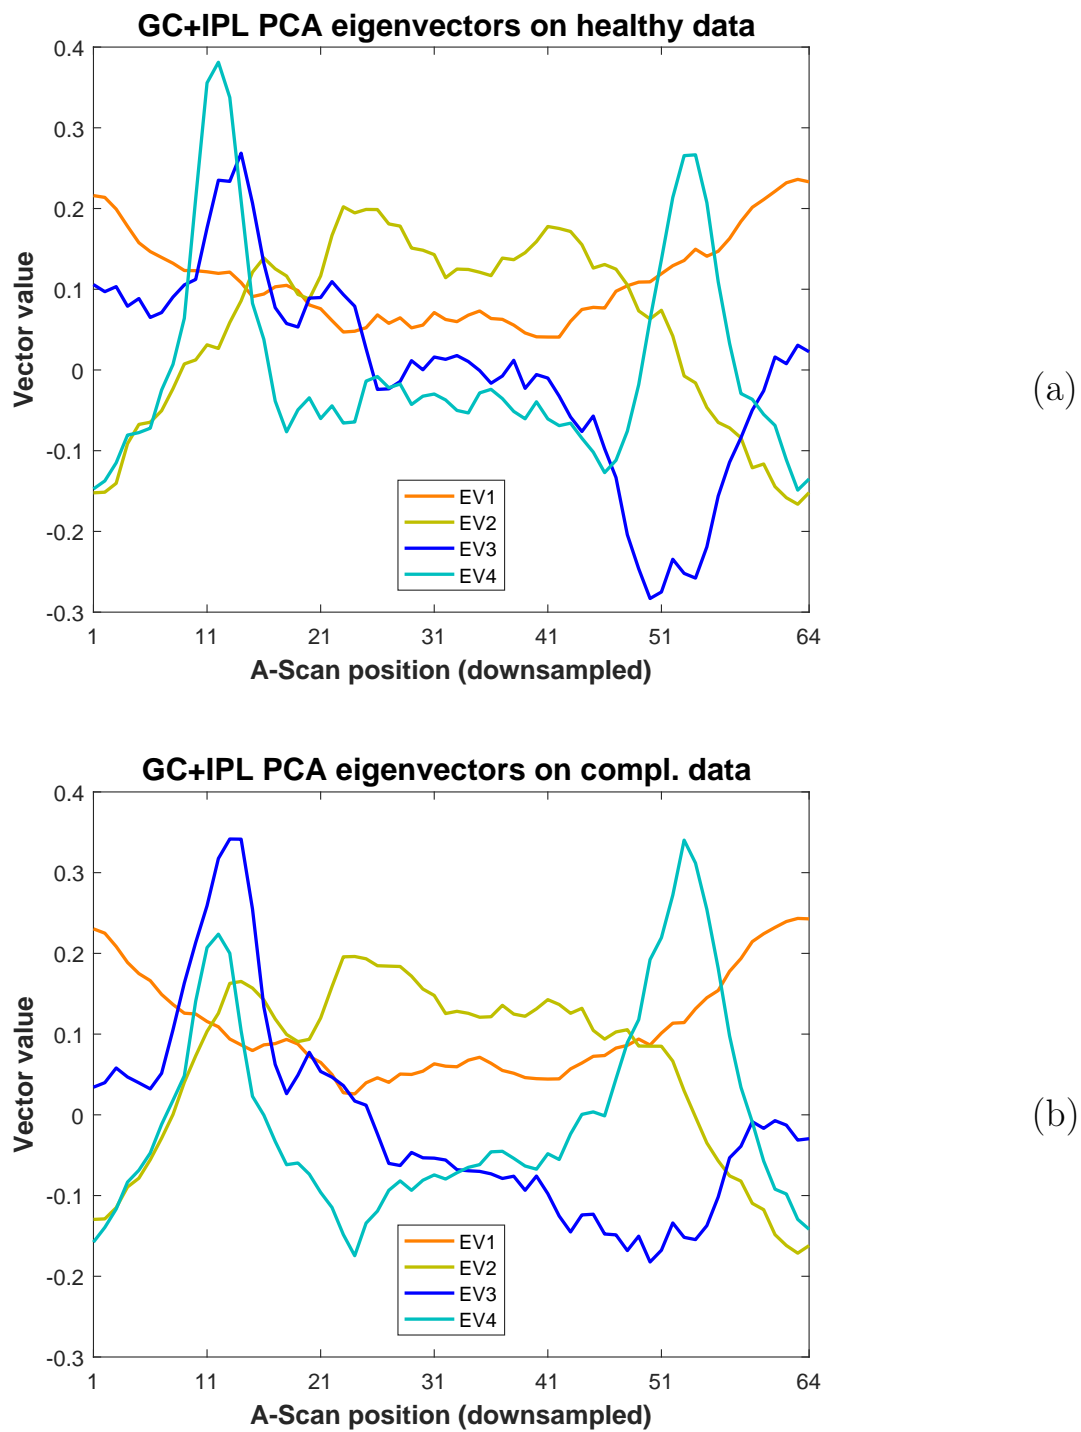 GC+IPL PCA eigenvectors on healthy data
0.4
0.3
0.2
0.1
0
-0.1
-0.2
-0.3
Vector value
EV1
EV2
EV3
EV4
1 11 21 31 41 51 64
A-Scan position (downsampled)
(a)
GC+IPL PCA eigenvectors on compl. data
0.4
0.3
0.2
0.1
0
-0.1
-0.2
-0.3
Vector value
EV1
EV2
EV3
EV4
1 11 21 31 41 51 64
A-Scan position (downsampled)
(b)